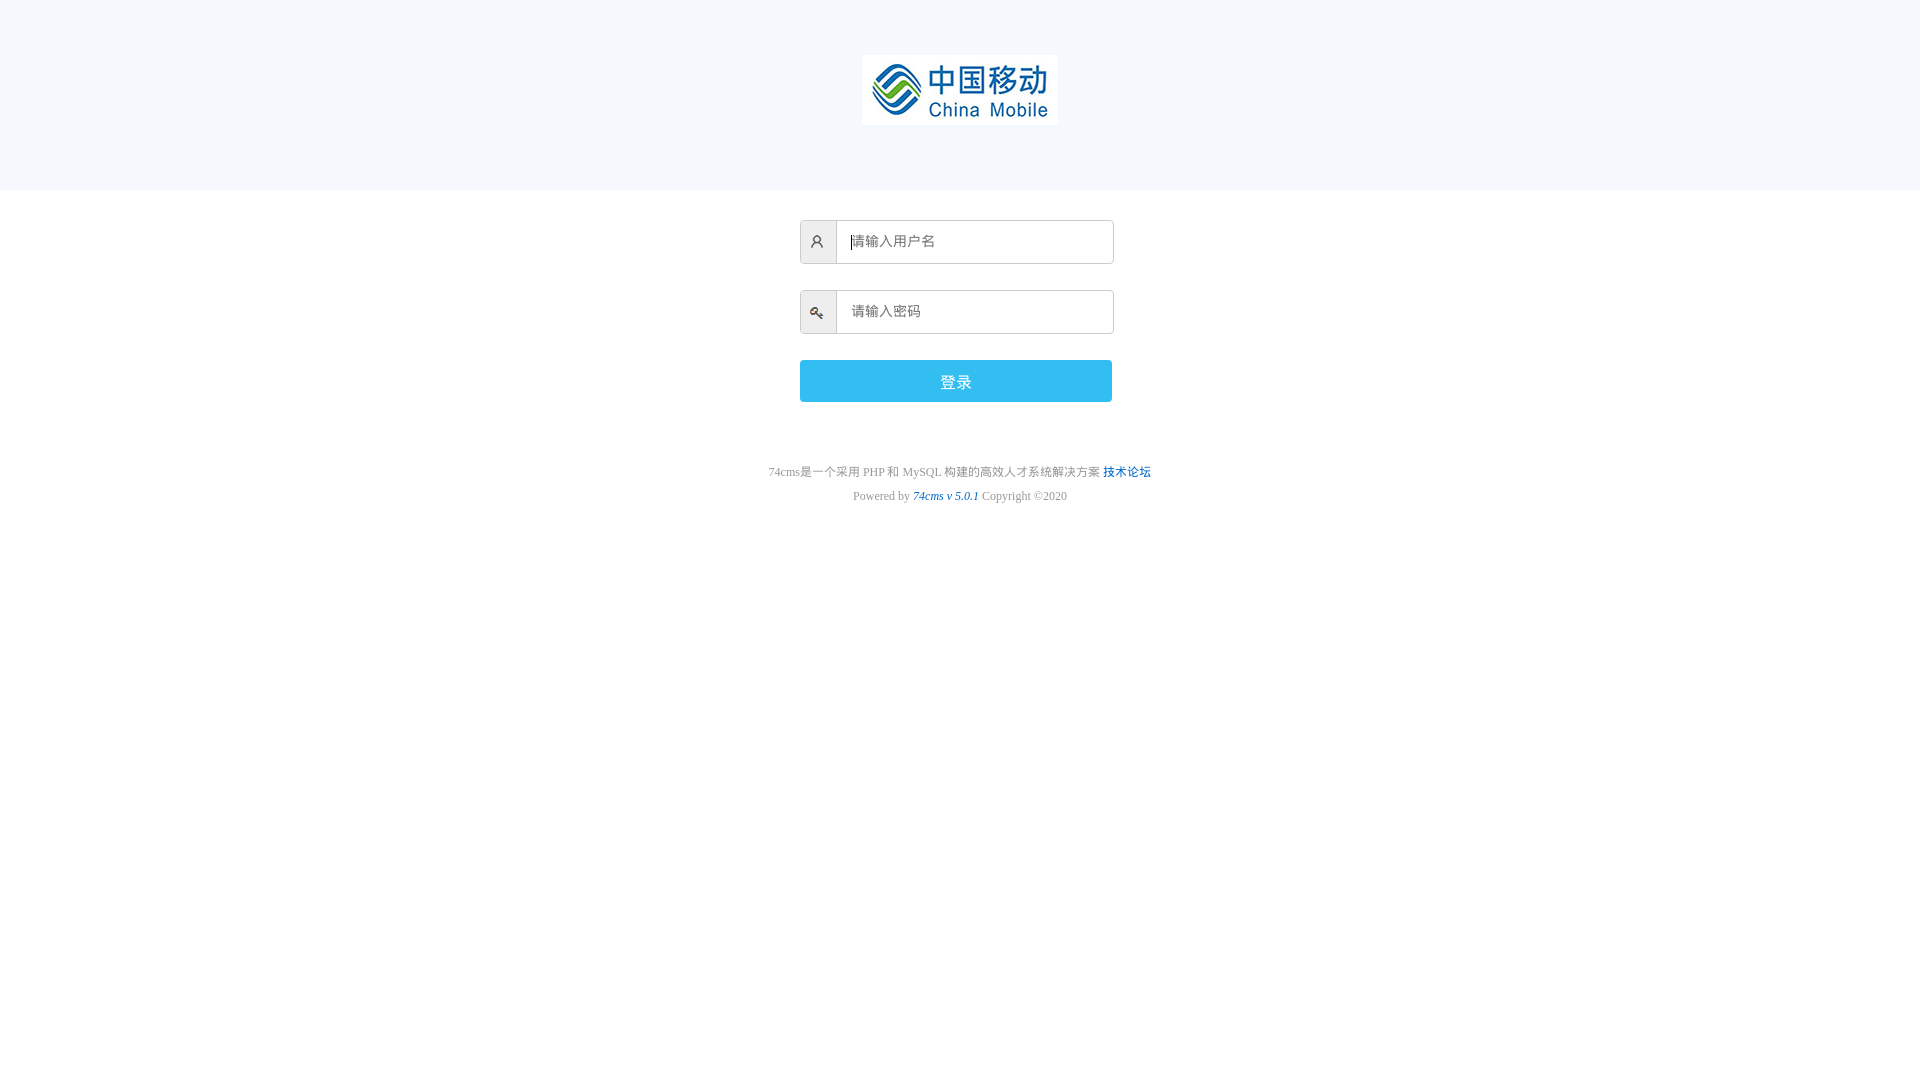 中国移动
China Mobile
请输入用户名
请输入密码
登录
74cms是一个采用 PHP 和 MySQL 构建的高效人才系统解决方案 技术论坛
Powered by 74cms v 5.0.1 Copyright ©2020